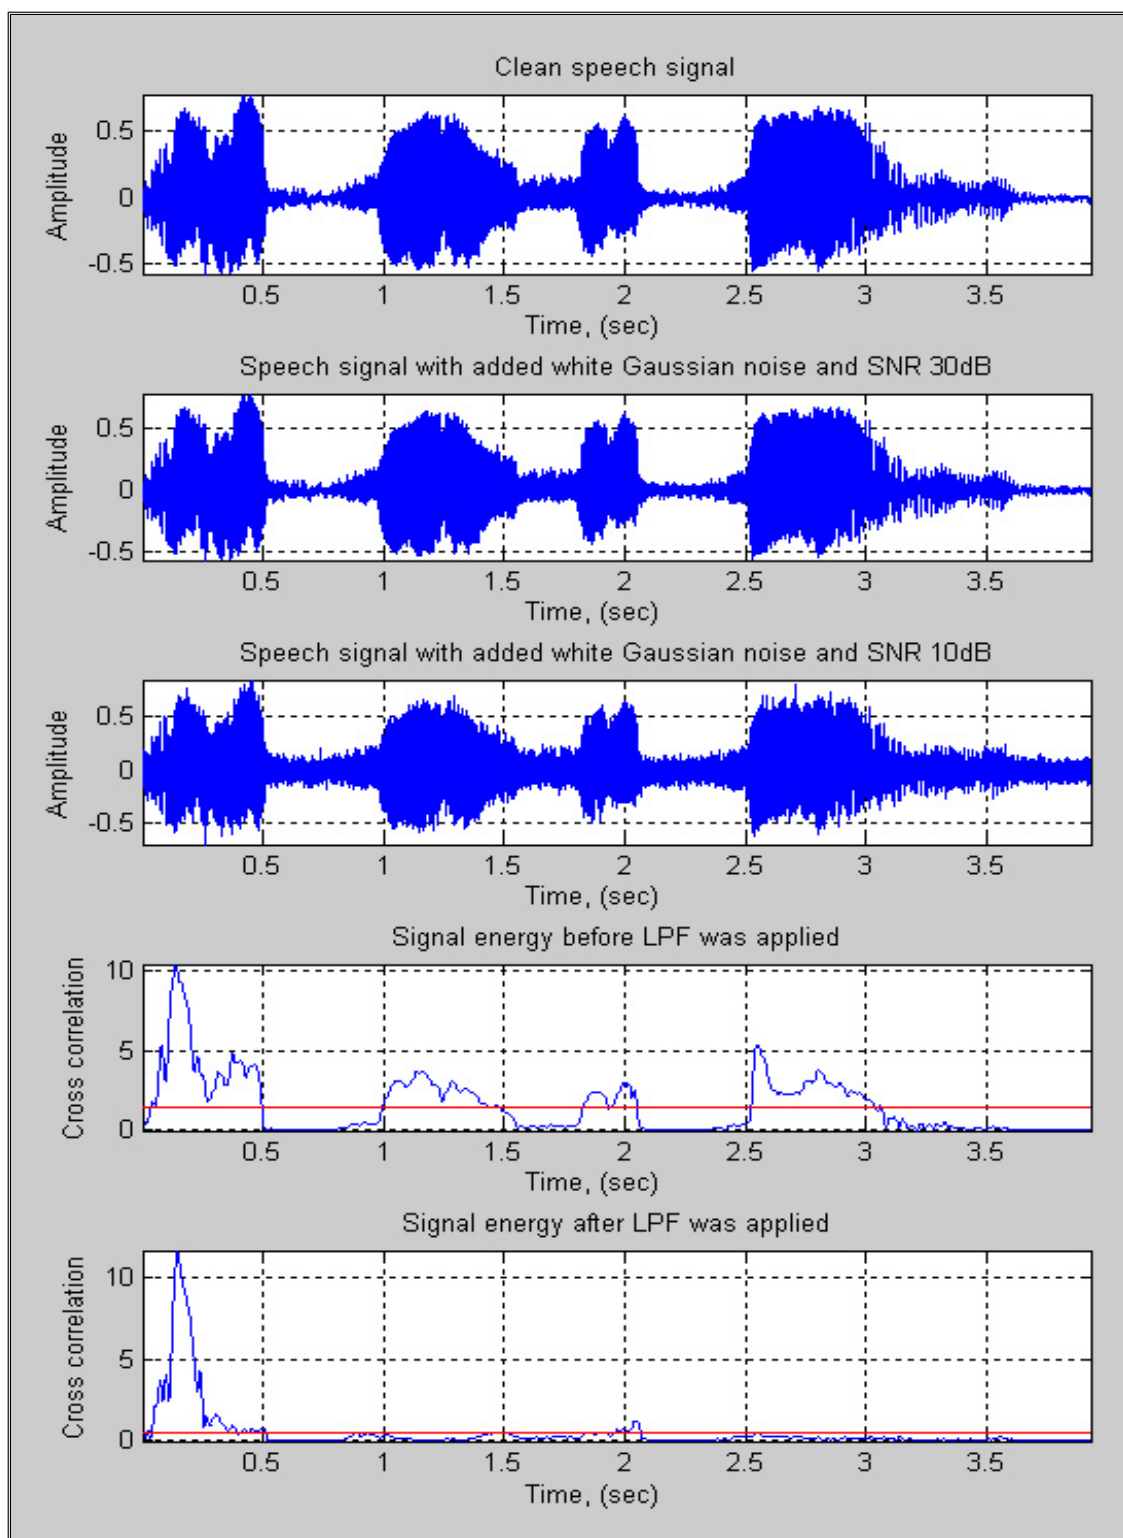 Clean speech signal
Amplitude
0.5
0
-0.5
0.5 1 1.5 2 2.5 3 3.5
Time, (sec)
Speech signal with added white Gaussian noise and SNR 30dB
Amplitude
0.5
0
-0.5
0.5 1 1.5 2 2.5 3 3.5
Time, (sec)
Speech signal with added white Gaussian noise and SNR 10dB
Amplitude
0.5
0
-0.5
0.5 1 1.5 2 2.5 3 3.5
Time, (sec)
Signal energy before LPF was applied
Cross correlation
10
5
0
0.5 1 1.5 2 2.5 3 3.5
Time, (sec)
Signal energy after LPF was applied
Cross correlation
10
5
0
0.5 1 1.5 2 2.5 3 3.5
Time, (sec)